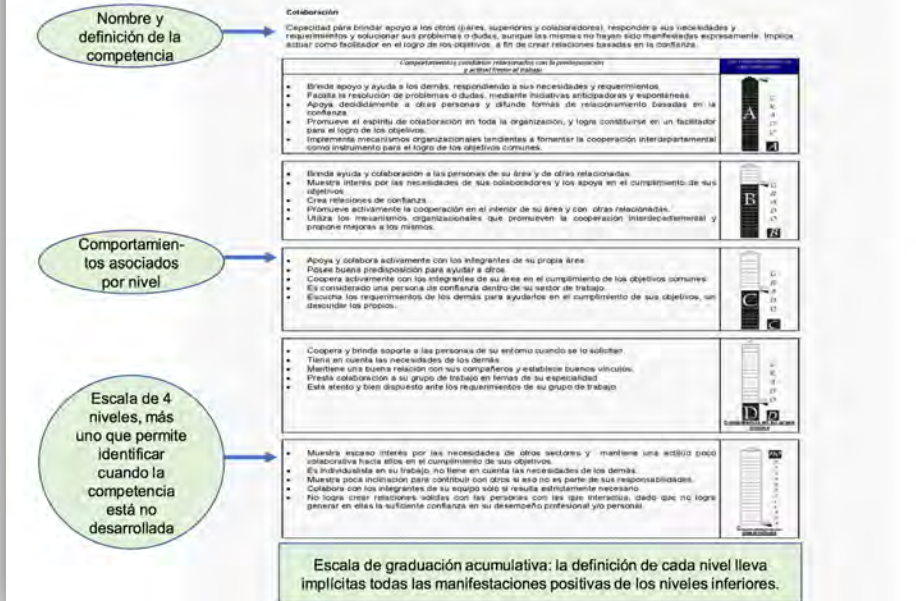 Nombre y
definición de la
competencia
Colaboración
Capacidad para brindar apoyo a los otros (pares, superiores y colaboradores), responder a sus necesidades y
requerimientos y solucionar sus problemas o dudas, aunque las mismas no hayan sido manifestadas expresamente. Implica
actuar como facilitador en el logro de los objetivos, a fin de crear relaciones basadas en la confianza.
Comportamientos cotidianos relacionados con la predisposición
y actitud frente al trabajo
Brinda apoyo y ayuda a los demás, respondiendo a sus necesidades y requerimientos.
Facilita la resolución de problemas o dudas, mediante iniciativas anticipadoras y espontáneas.
Apoya decididamente a otras personas y difunde formas de relacionamiento basadas en la
confianza.
Promueve el espíritu de colaboración en toda la organización, y logra constituirse en un facilitador
para el logro de los objetivos.
Implementa mecanismos organizacionales tendientes a fomentar la cooperación interdepartamental
como instrumento para el logro de los objetivos comunes.
A
GRADO
A
Brinda ayuda y colaboración a las personas de su área y de otras relacionadas.
Muestra interés por las necesidades de sus colaboradores y los apoya en el cumplimiento de sus
objetivos.
Crea relaciones de confianza.
Promueve activamente la cooperación en el interior de su área y con otras relacionadas.
Utiliza los mecanismos organizacionales que promueven la cooperación interdepartamental y
propone mejoras a los mismos.
B
GRADO
B
Comportamien-
tos asociados
por nivel
Apoya y colabora activamente con los integrantes de su propia área.
Posee buena predisposición para ayudar a otros.
Coopera activamente con los integrantes de su área en el cumplimiento de los objetivos comunes.
Es considerado una persona de confianza dentro de su sector de trabajo.
Escucha los requerimientos de los demás para ayudarlos en el cumplimiento de sus objetivos, sin
descuidar los propios.
C
GRADO
C
Coopera y brinda soporte a las personas de su entorno cuando se lo solicitan.
Tiene en cuenta las necesidades de los demás.
Mantiene una buena relación con sus compañeros y establece buenos vínculos.
Presta colaboración a su grupo de trabajo en temas de su especialidad.
Está atento y bien dispuesto ante los requerimientos de su grupo de trabajo.
GRADO
D
D
Escala de 4
niveles, más
uno que permite
identificar
cuando la
competencia
está no
desarrollada
Muestra escaso interés por las necesidades de otros sectores y mantiene una actitud poco
colaborativa hacia ellos en el cumplimiento de sus objetivos.
Es individualista en su trabajo, no tiene en cuenta las necesidades de los demás.
Muestra poca inclinación para contribuir con otros si eso no es parte de sus responsabilidades.
Colabora con los integrantes de su equipo sólo si resulta estrictamente necesario.
No logra crear relaciones sólidas con las personas con las que interactúa, dado que no logra
generar en ellas la suficiente confianza en su desempeño profesional y/o personal.
Escala de graduación acumulativa: la definición de cada nivel lleva
implícitas todas las manifestaciones positivas de los niveles inferiores.